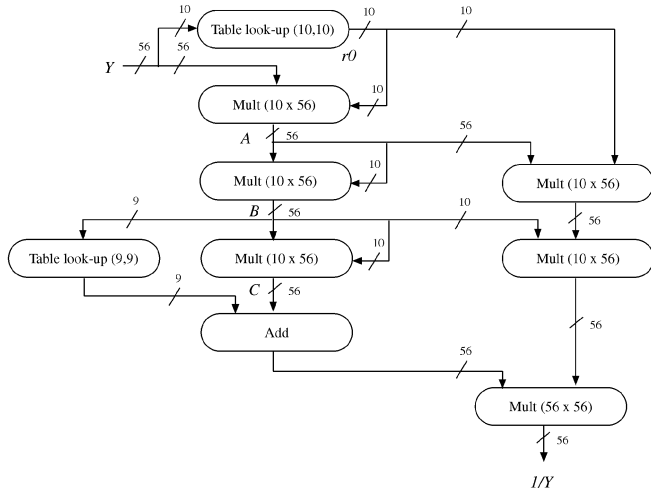 10
Table look-up (10,10)
10
10
56
56
Y
r0
10
Mult (10 x 56)
A
56
56
10
Mult (10 x 56)
Mult (10 x 56)
9
B
56
10
56
10
Table look-up (9,9)
Mult (10 x 56)
Mult (10 x 56)
9
C
56
Add
56
56
Mult (56 x 56)
56
1/Y